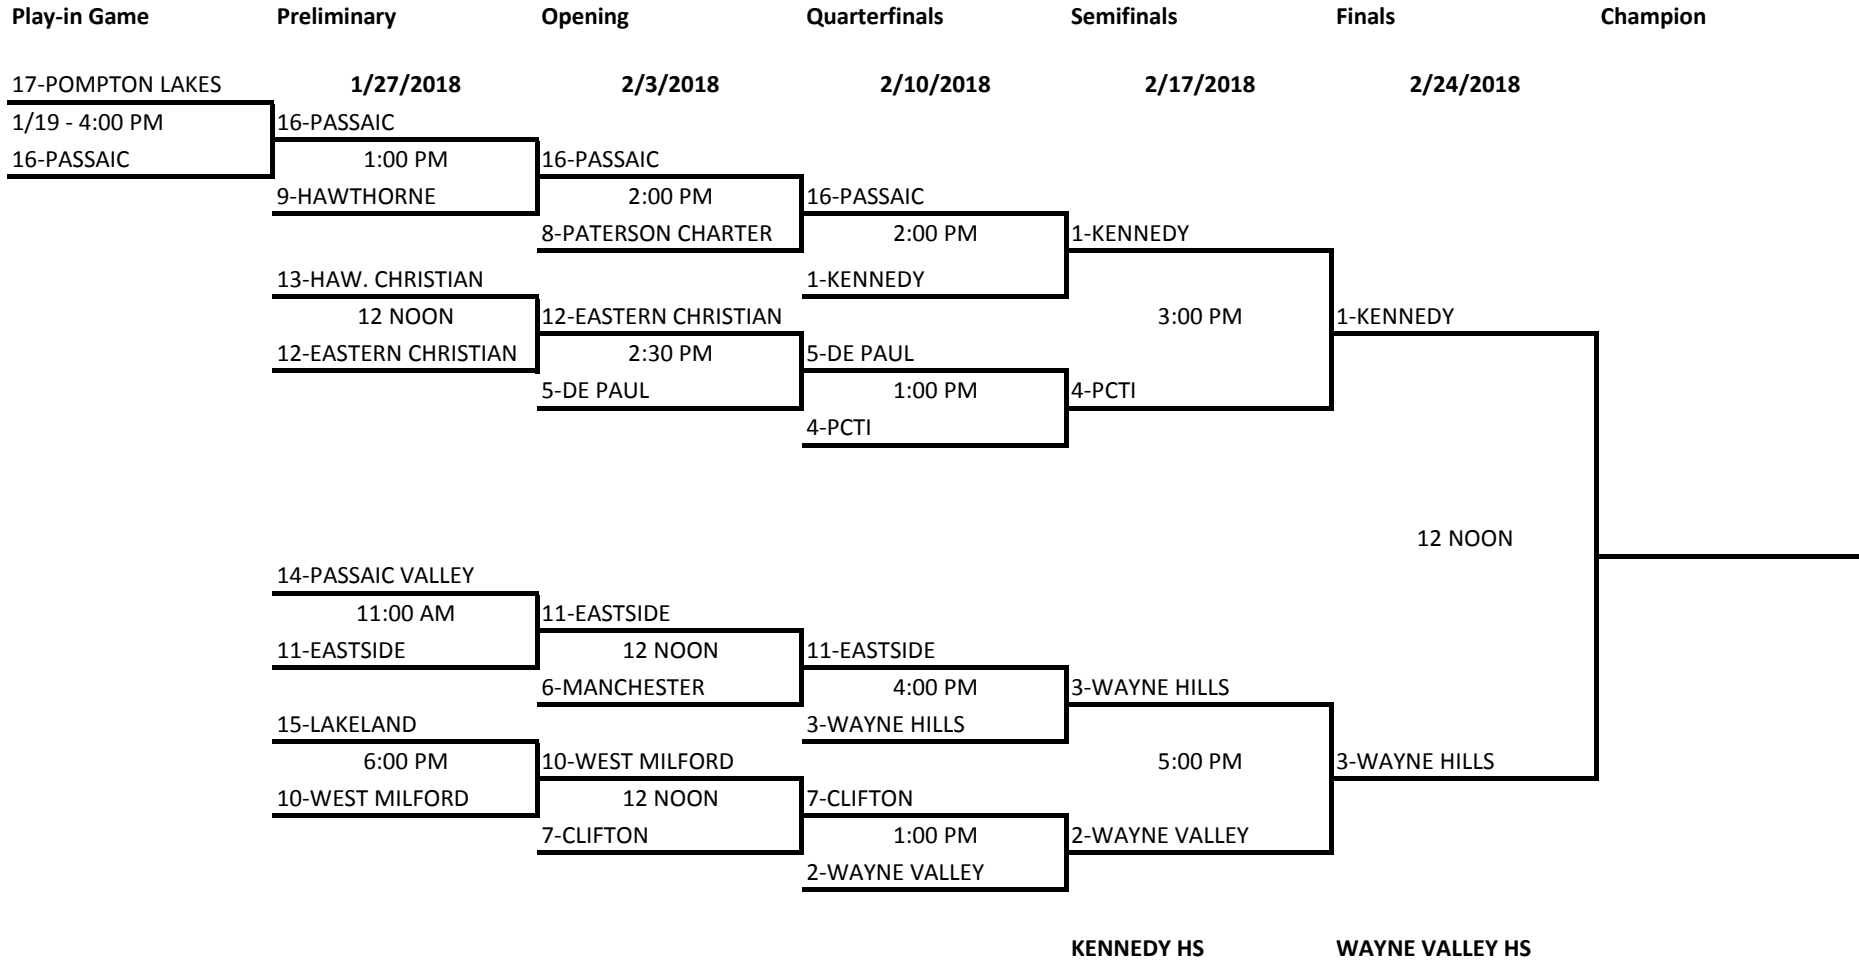 Play-in Game Preliminary Opening Quarterfinals Semifinals Finals Champion
17-POMPTON LAKES 1/27/2018 2/3/2018 2/10/2018 2/17/2018 2/24/2018
1/19 - 4:00 PM 16-PASSAIC
16-PASSAIC 1:00 PM 16-PASSAIC
9-HAWTHORNE 2:00 PM 16-PASSAIC
8-PATERSON CHARTER 2:00 PM 1-KENNEDY
13-HAW. CHRISTIAN 1-KENNEDY
12 NOON 12-EASTERN CHRISTIAN 3:00 PM 1-KENNEDY
12-EASTERN CHRISTIAN 2:30 PM 5-DE PAUL
5-DE PAUL 1:00 PM 4-PCTI
4-PCTI
12 NOON
14-PASSAIC VALLEY
11:00 AM 11-EASTSIDE
11-EASTSIDE 12 NOON 11-EASTSIDE
6-MANCHESTER 4:00 PM 3-WAYNE HILLS
15-LAKELAND 3-WAYNE HILLS
6:00 PM 10-WEST MILFORD 5:00 PM 3-WAYNE HILLS
10-WEST MILFORD 12 NOON 7-CLIFTON
7-CLIFTON 1:00 PM 2-WAYNE VALLEY
2-WAYNE VALLEY
KENNEDY HS WAYNE VALLEY HS